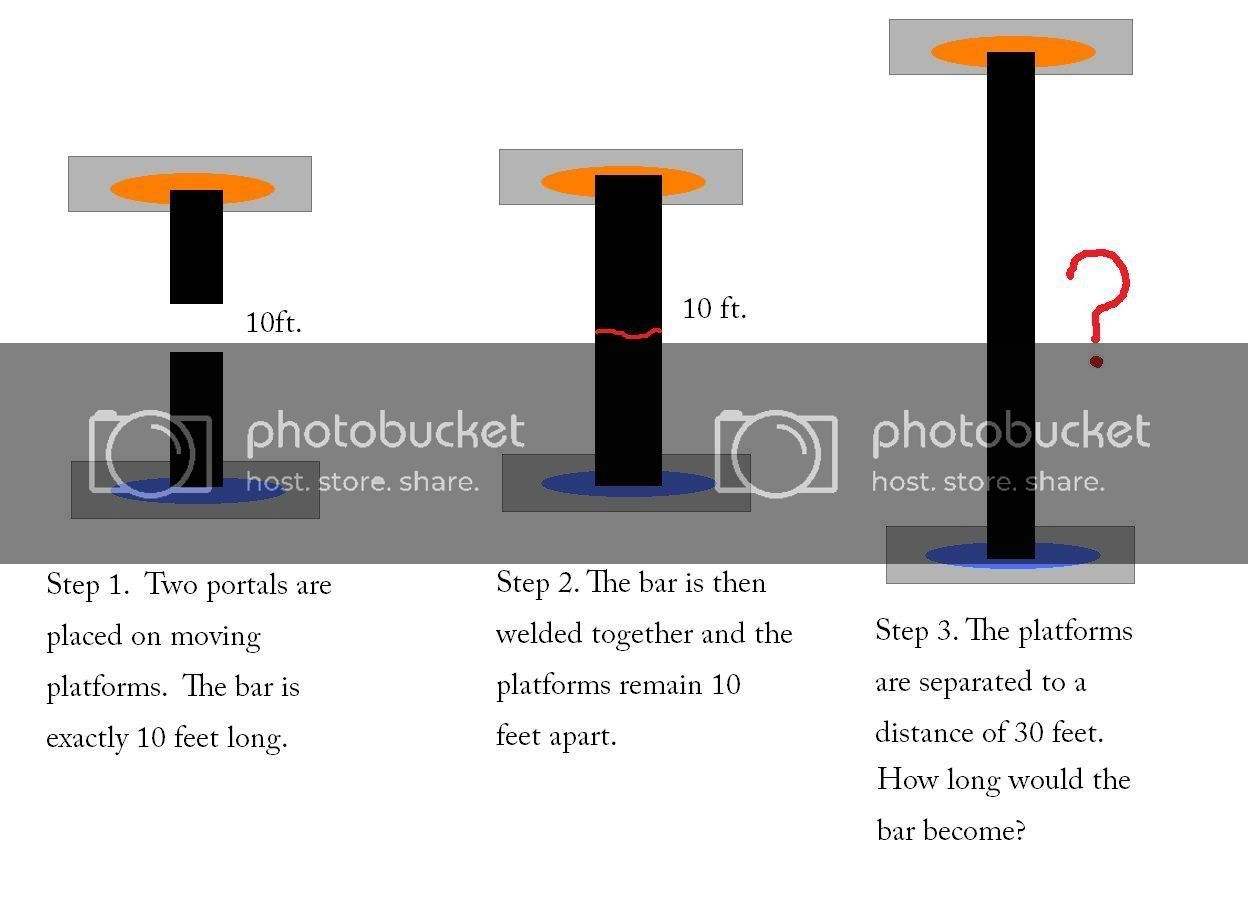 10ft.
10 ft.
?
photobucket
host. store. share.
photobucket
host. store. share.
Step 1. Two portals are
placed on moving
platforms. The bar is
exactly 10 feet long.
Step 2. The bar is then
welded together and the
platforms remain 10
feet apart.
Step 3. The platforms
are separated to a
distance of 30 feet.
How long would the
bar become?